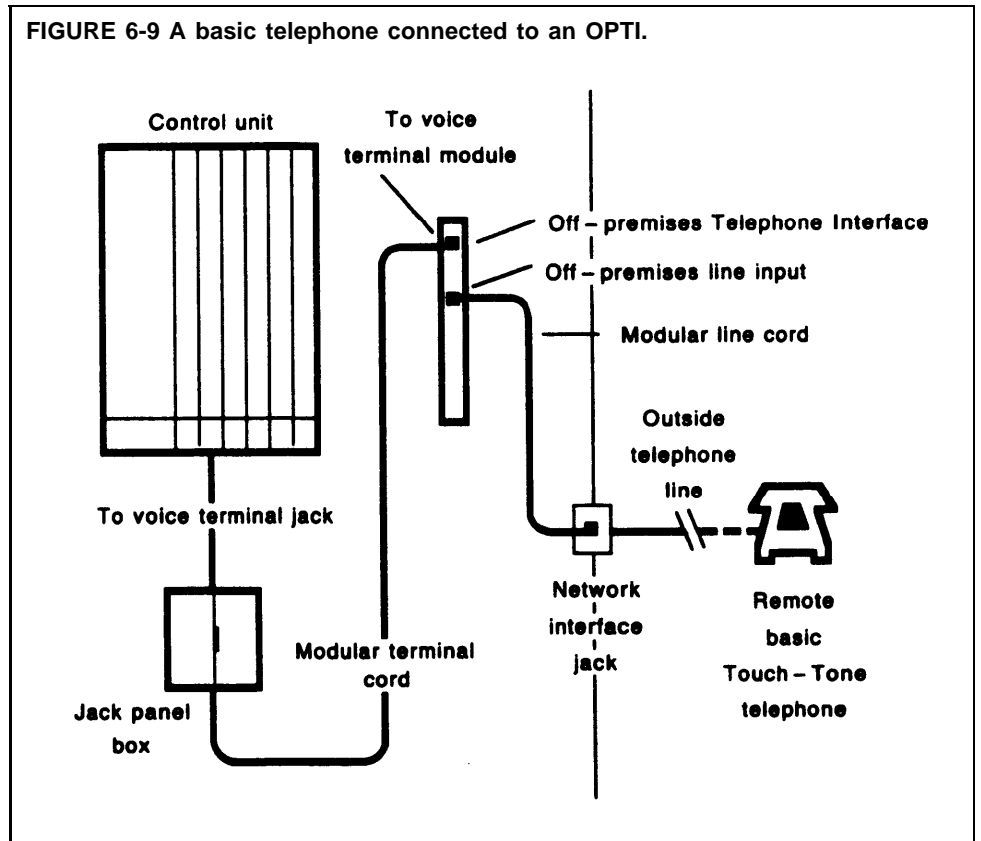 FIGURE 6-9 A basic telephone connected to an OPTI.
Control unit
To voice
terminal module
Off – premises Telephone Interface
Off – premises line input
Modular line cord
Outside
telephone
line
To voice terminal jack
Network
interface
jack
Remote
basic
Touch – Tone
telephone
Modular terminal
cord
Jack panel
box